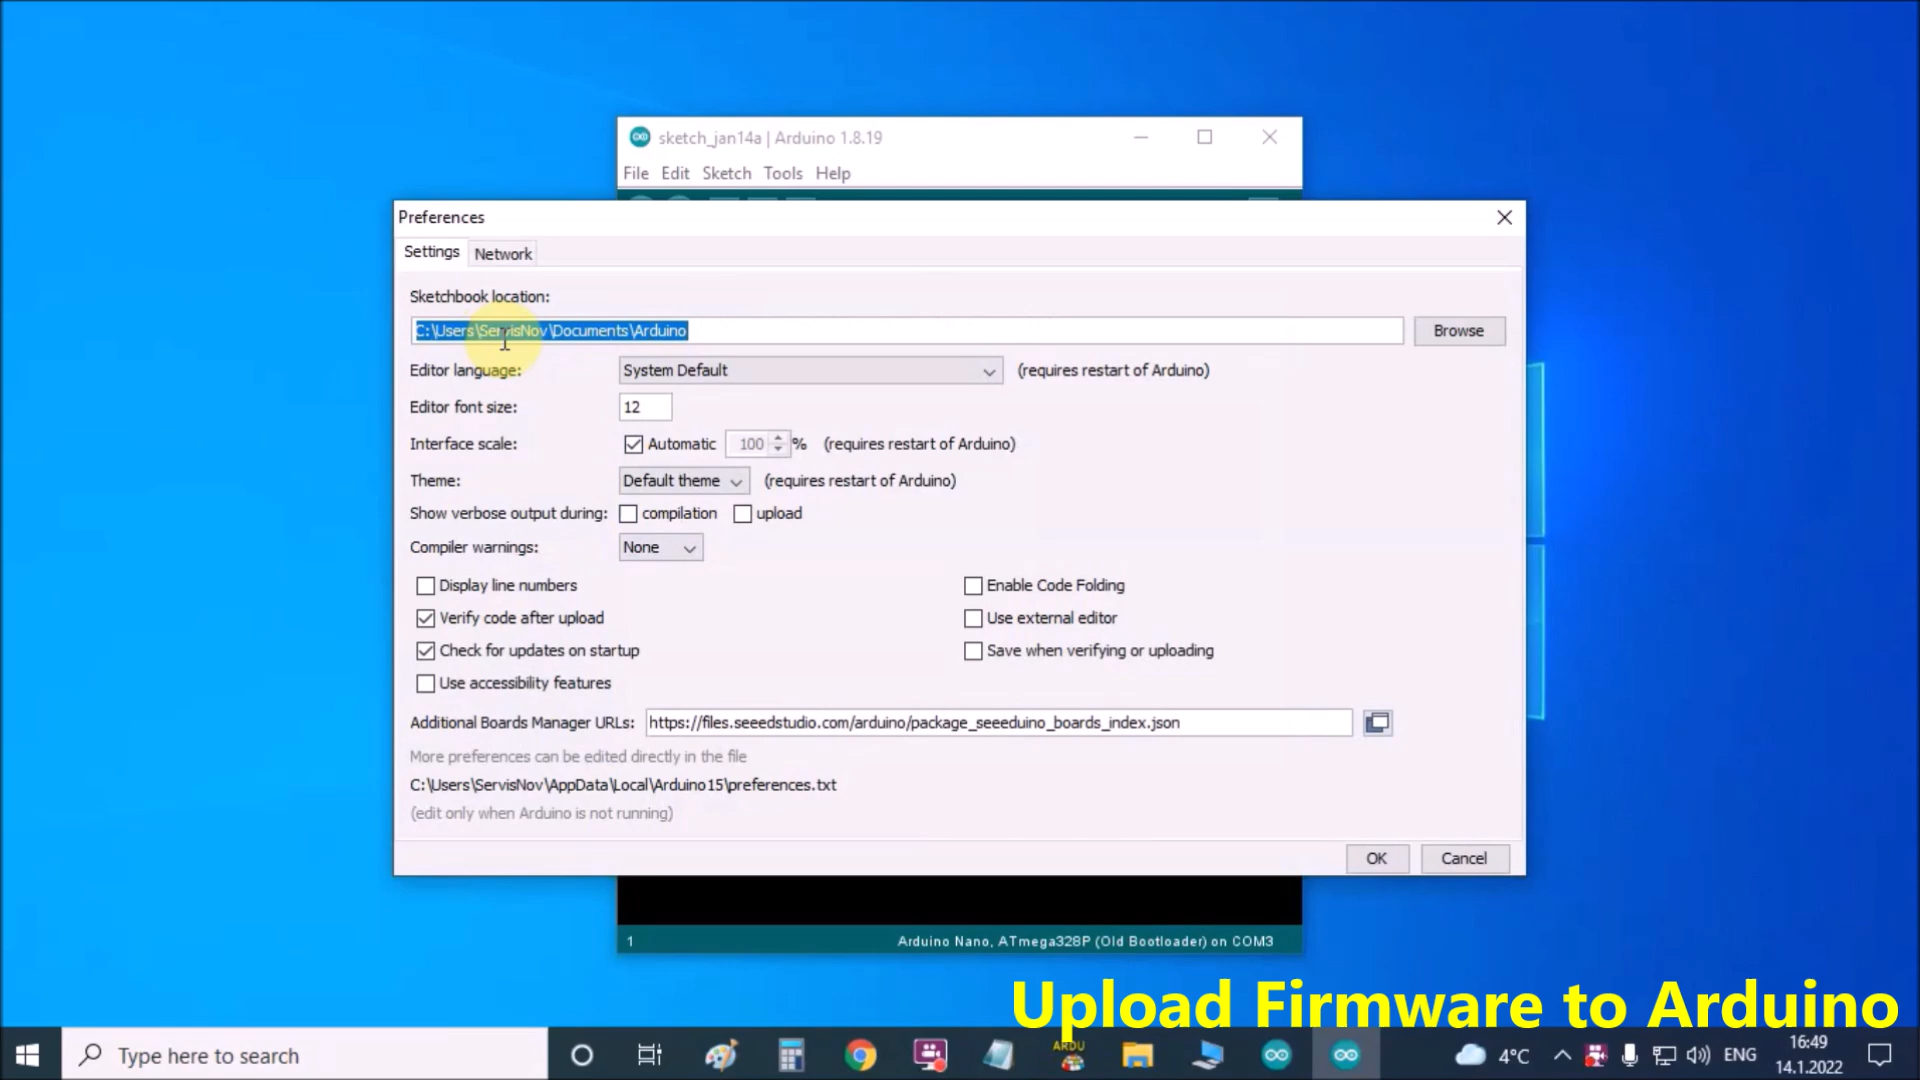 sketch_jan14a | Arduino 1.8.19
File Edit Sketch Tools Help
Preferences
Settings Network
Sketchbook location:
C:\Users\ServisNov\Documents\Arduino
Browse
Editor language: System Default (requires restart of Arduino)
Editor font size: 12
Interface scale: Automatic 100 % (requires restart of Arduino)
Theme: Default theme (requires restart of Arduino)
Show verbose output during: compilation upload
Compiler warnings: None
Display line numbers Enable Code Folding
Verify code after upload Use external editor
Check for updates on startup Save when verifying or uploading
Use accessibility features
Additional Boards Manager URLs: https://files.seeedstudio.com/arduino/package_seeeduino_boards_index.json
More preferences can be edited directly in the file
C:\Users\ServisNov\AppData\Local\Arduino15\preferences.txt
(edit only when Arduino is not running)
OK Cancel
1 Arduino Nano, ATmega328P (Old Bootloader) on COM3
Upload Firmware to Arduino
Type here to search
ARDU
4°C
ENG
16:49
14.1.2022